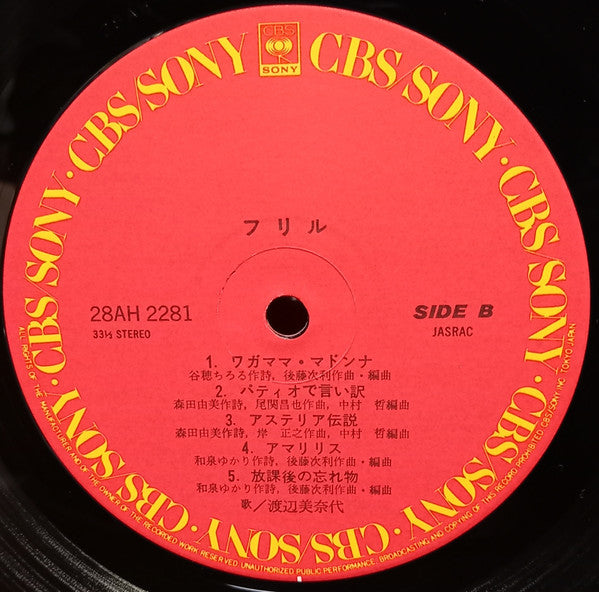 CBS/SONY · CBS/SONY · CBS/SONY · CBS/SONY · CBS/SONY · CBS/SONY · CBS/SONY · CBS/SONY
CBS
SONY
フリル
28AH 2281
33⅓ STEREO
SIDE B
JASRAC
1. ワガママ・マドンナ
谷穂ちろる作詩, 後藤次利作曲・編曲
2. パティオで言い訳
森田由美作詩, 尾関昌也作曲, 中村 哲編曲
3. アステリア伝説
森田由美作詩, 岸 正之作曲, 中村 哲編曲
4. アマリリス
和泉ゆかり作詩, 後藤次利作曲・編曲
5. 放課後の忘れ物
和泉ゆかり作詩, 後藤次利作曲・編曲
歌/渡辺美奈代
ALL RIGHTS OF THE MANUFACTURER AND OF THE OWNER OF THE RECORDED WORK RESERVED. UNAUTHORIZED PUBLIC PERFORMANCE, BROADCASTING AND COPYING OF THIS RECORD PROHIBITED CBS/SONY INC. TOKYO JAPAN